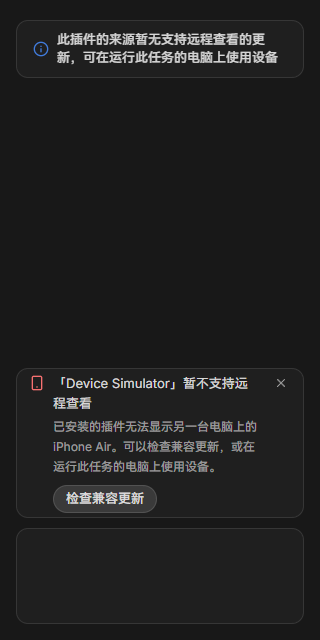 此插件的来源暂无支持远程查看的更
新，可在运行此任务的电脑上使用设备
「Device Simulator」暂不支持远
程查看
已安装的插件无法显示另一台电脑上的
iPhone Air。可以检查兼容更新，或在
运行此任务的电脑上使用设备。
检查兼容更新